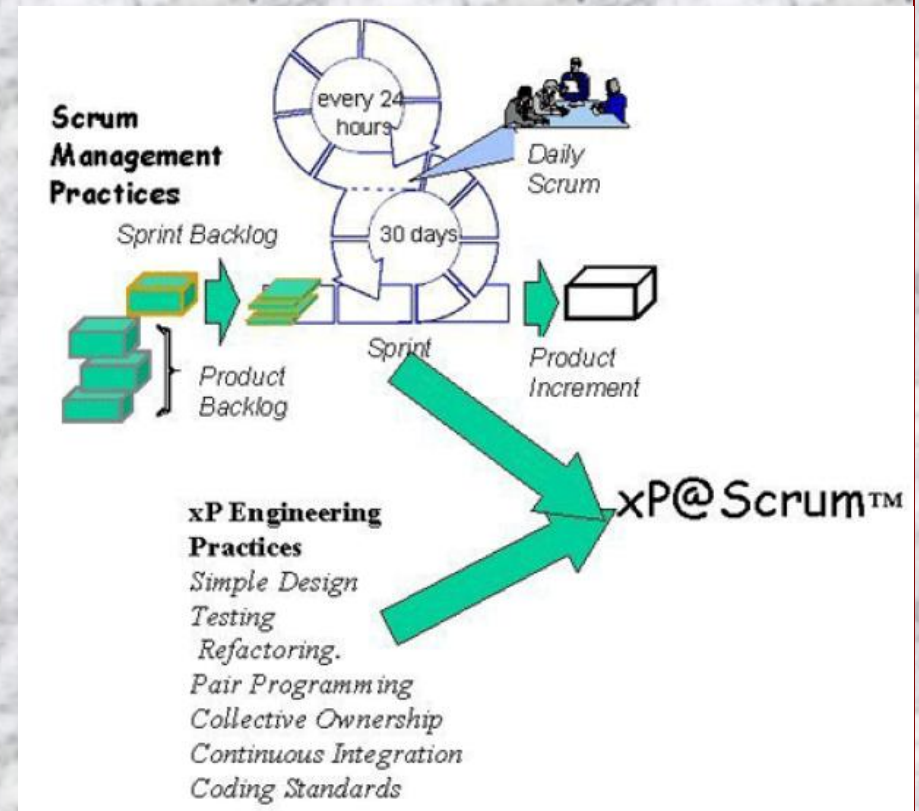 every 24
hours
Scrum
Management
Practices
Daily
Scrum
Sprint Backlog
30 days
Sprint
Product
Increment
Product
Backlog
xP@Scrum™
xP Engineering
Practices
Simple Design
Testing
Refactoring.
Pair Programming
Collective Ownership
Continuous Integration
Coding Standards